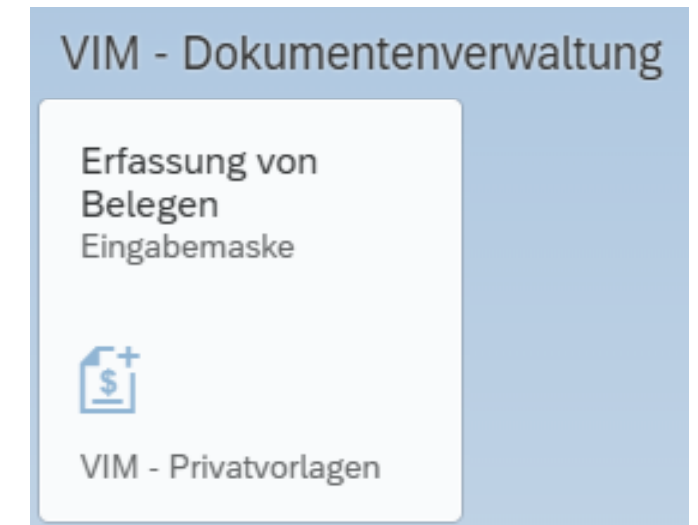 VIM - Dokumentenverwaltung
Erfassung von
Belegen
Eingabemaske
$
VIM - Privatvorlagen